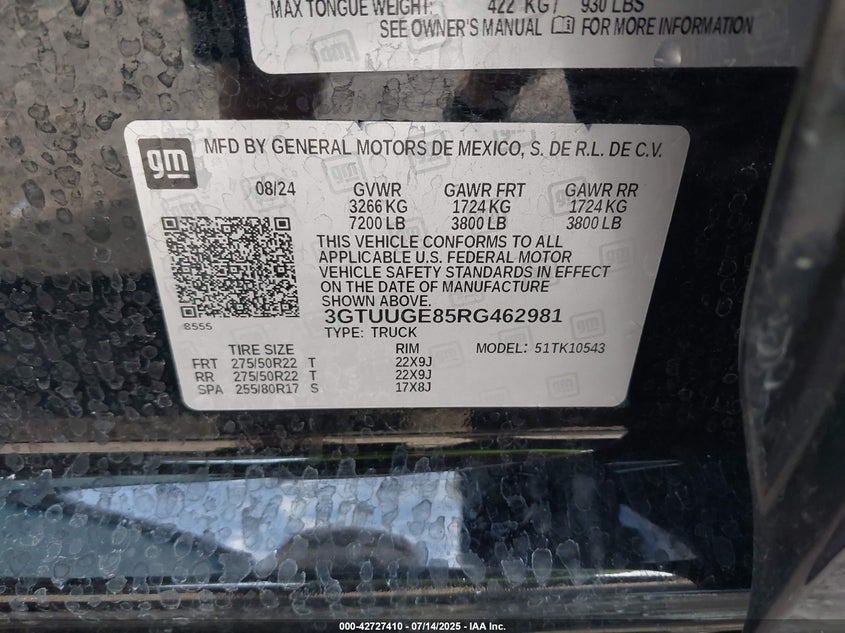 MAX TONGUE WEIGHT: 422 KG / 930 LBS
SEE OWNER'S MANUAL FOR MORE INFORMATION
gm
MFD BY GENERAL MOTORS DE MEXICO, S. DE R.L. DE C.V.
08/24 GVWR GAWR FRT GAWR RR
3266 KG 1724 KG 1724 KG
7200 LB 3800 LB 3800 LB
THIS VEHICLE CONFORMS TO ALL
APPLICABLE U.S. FEDERAL MOTOR
VEHICLE SAFETY STANDARDS IN EFFECT
ON THE DATE OF MANUFACTURE
SHOWN ABOVE.
8555
3GTUUGE85RG462981
TYPE: TRUCK
TIRE SIZE RIM MODEL: 51TK10543
FRT 275/50R22 T 22X9J
RR 275/50R22 T 22X9J
SPA 255/80R17 S 17X8J
000-42727410 - 07/14/2025 - IAA Inc.